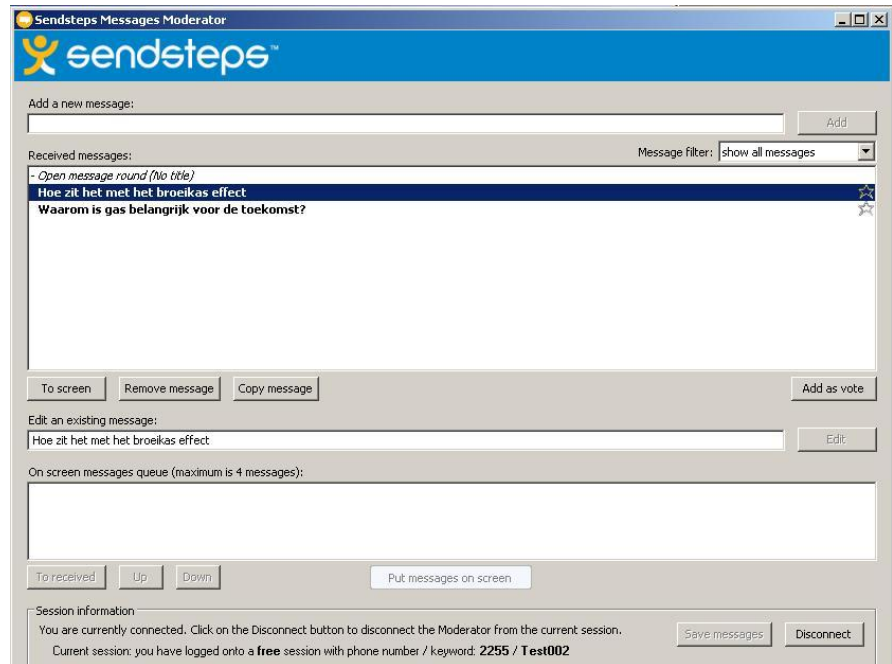 Sendsteps Messages Moderator
sendsteps™
Add a new message:
Add
Received messages:
Message filter: show all messages
- Open message round (No title)
Hoe zit het met het broeikas effect
Waarom is gas belangrijk voor de toekomst?
To screen Remove message Copy message Add as vote
Edit an existing message:
Hoe zit het met het broeikas effect Edit
On screen messages queue (maximum is 4 messages):
To received Up Down Put messages on screen
Session information
You are currently connected. Click on the Disconnect button to disconnect the Moderator from the current session.
Save messages Disconnect
Current session: you have logged onto a free session with phone number / keyword: 2255 / Test002